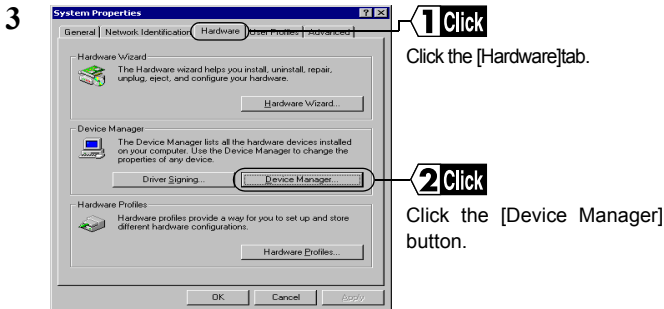 3
System Properties
General Network Identification Hardware User Profiles Advanced
Hardware Wizard
The Hardware wizard helps you install, uninstall, repair,
unplug, eject, and configure your hardware.
Hardware Wizard...
Device Manager
The Device Manager lists all the hardware devices installed
on your computer. Use the Device Manager to change the
properties of any device.
Driver Signing... Device Manager...
Hardware Profiles
Hardware profiles provide a way for you to set up and store
different hardware configurations.
Hardware Profiles...
OK Cancel Apply
1 Click
Click the [Hardware]tab.
2 Click
Click the [Device Manager]
button.